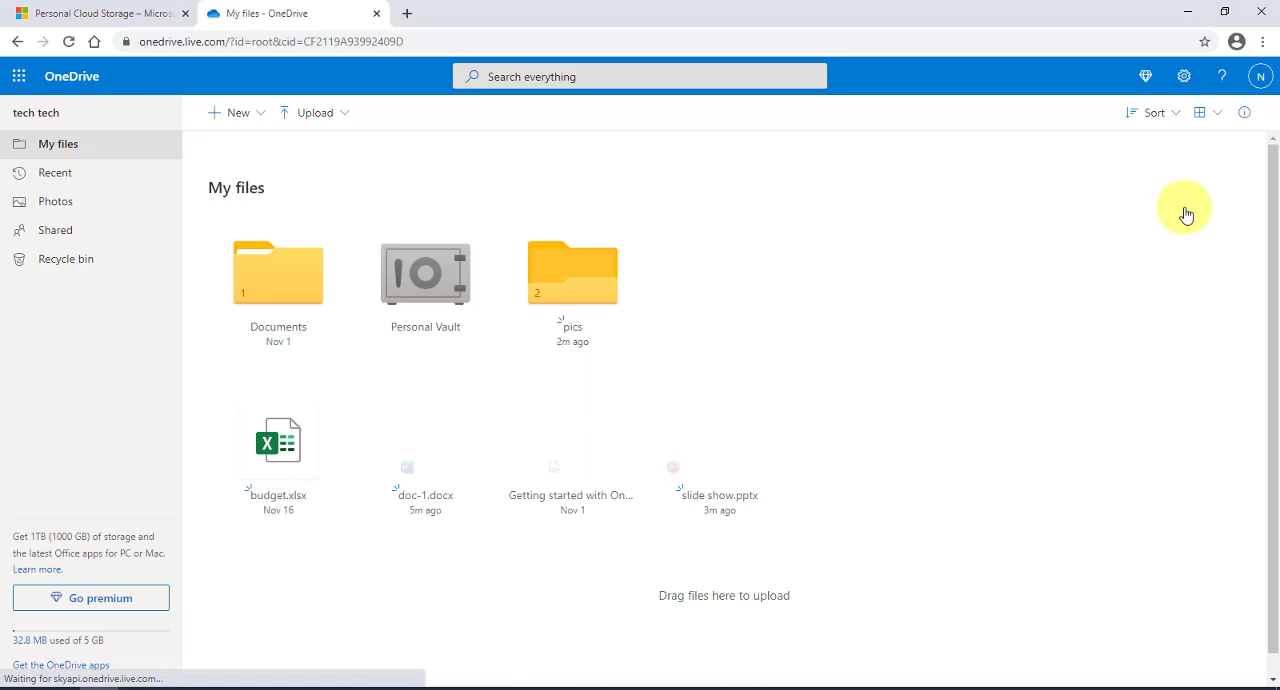 Personal Cloud Storage – Micros
My files - OneDrive
onedrive.live.com/?id=root&cid=CF2119A93992409D
OneDrive
Search everything
?
N
tech tech
New
Upload
Sort
My files
Recent
Photos
Shared
Recycle bin
My files
1
2
Documents
Personal Vault
pics
Nov 1
2m ago
X
budget.xlsx
doc-1.docx
Getting started with On...
slide show.pptx
Nov 16
5m ago
Nov 1
3m ago
Drag files here to upload
Get 1TB (1000 GB) of storage and
the latest Office apps for PC or Mac.
Learn more.
Go premium
32.8 MB used of 5 GB
Get the OneDrive apps
Waiting for skyapi.onedrive.live.com...